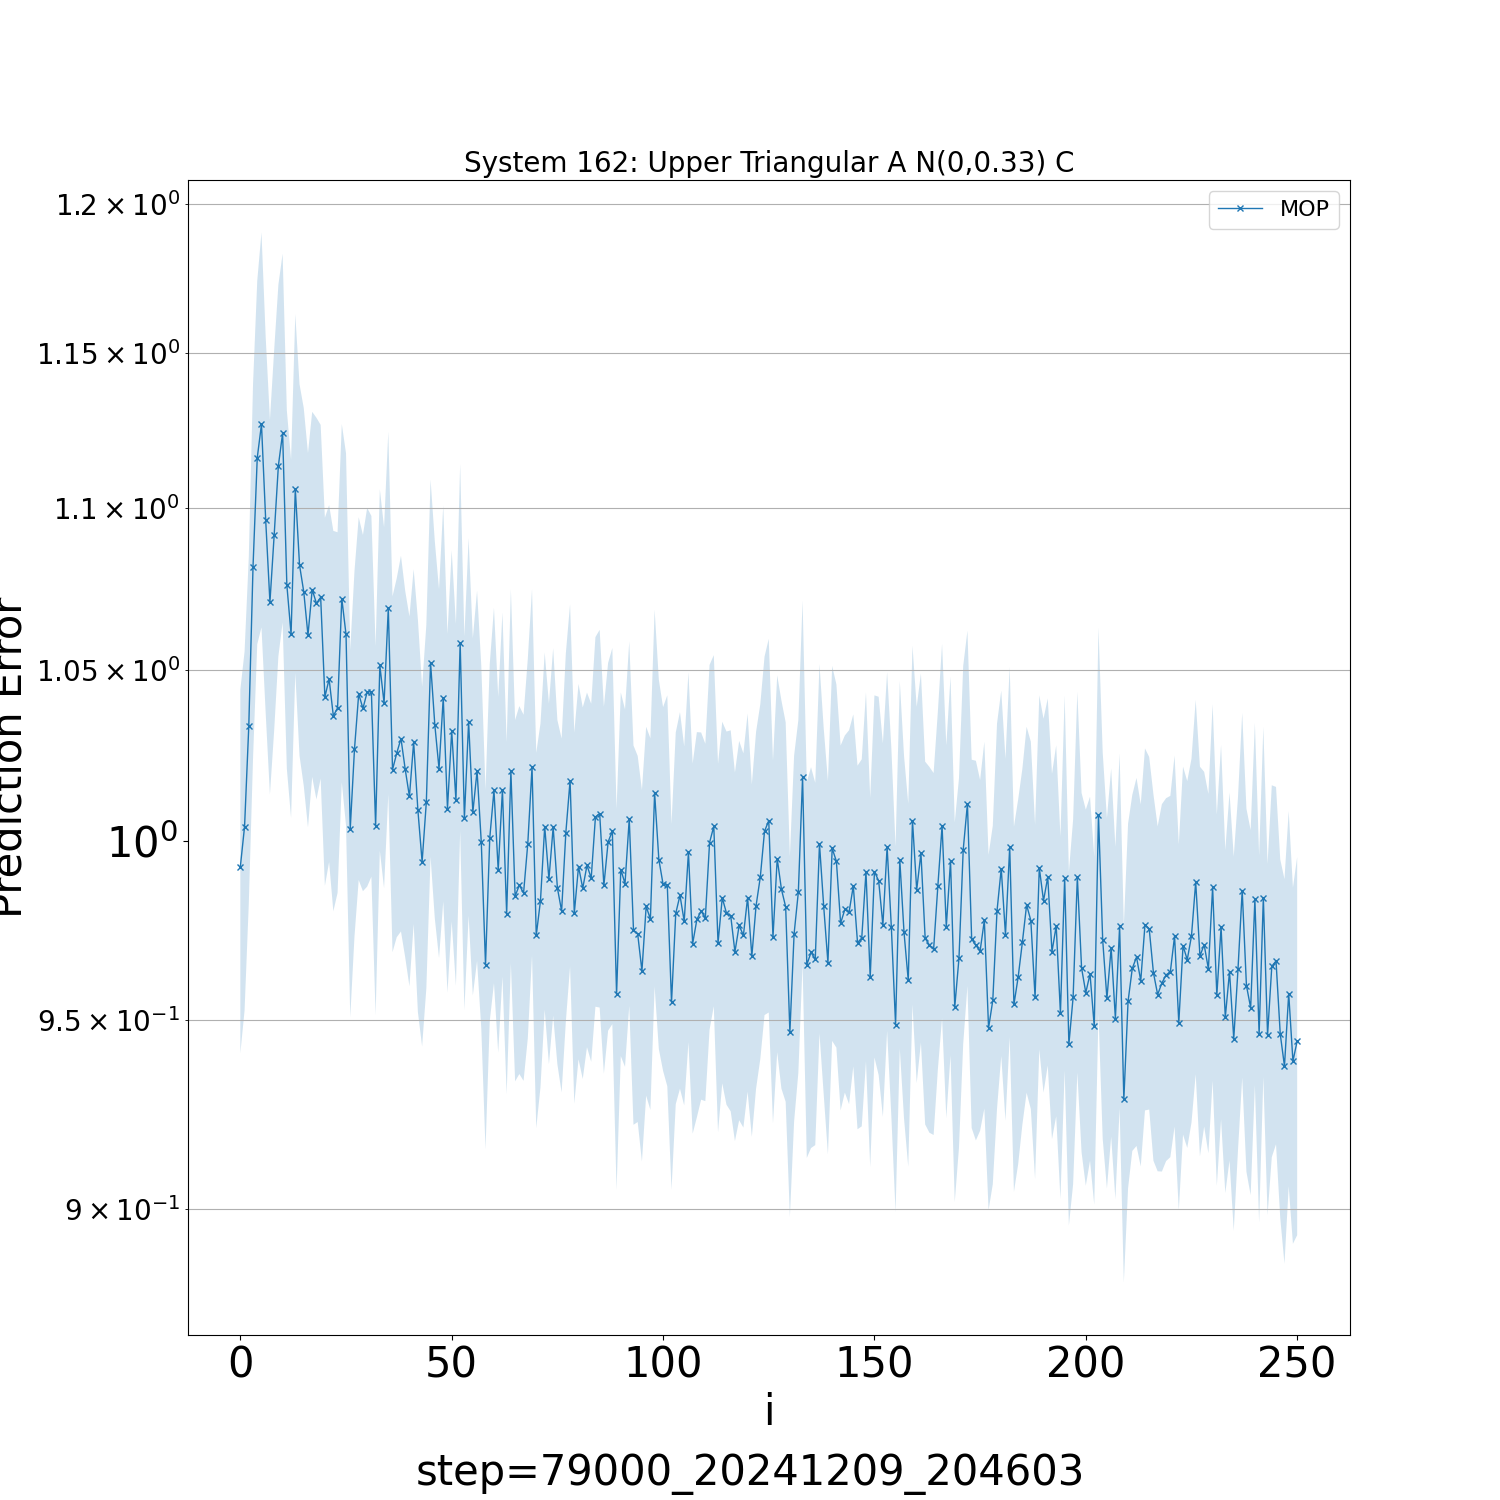 System 162: Upper Triangular A N(0,0.33) C
MOP
1.2 × 10⁰
1.15 × 10⁰
1.1 × 10⁰
1.05 × 10⁰
10⁰
9.5 × 10⁻¹
9 × 10⁻¹
Prediction Error
0 50 100 150 200 250
i
step=79000_20241209_204603